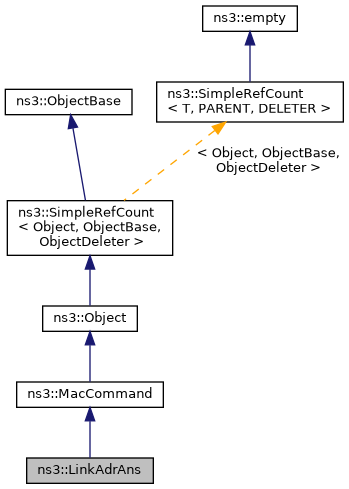 ns3::empty
ns3::ObjectBase
ns3::SimpleRefCount
< T, PARENT, DELETER >
< Object, ObjectBase,
ObjectDeleter >
ns3::SimpleRefCount
< Object, ObjectBase,
ObjectDeleter >
ns3::Object
ns3::MacCommand
ns3::LinkAdrAns